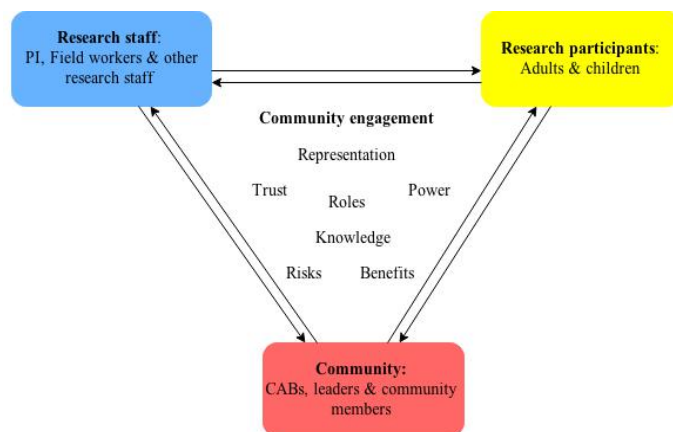 Research staff:
PI, Field workers & other
research staff
Research participants:
Adults & children
Community engagement
Representation
Trust
Power
Roles
Knowledge
Risks
Benefits
Community:
CABs, leaders & community
members